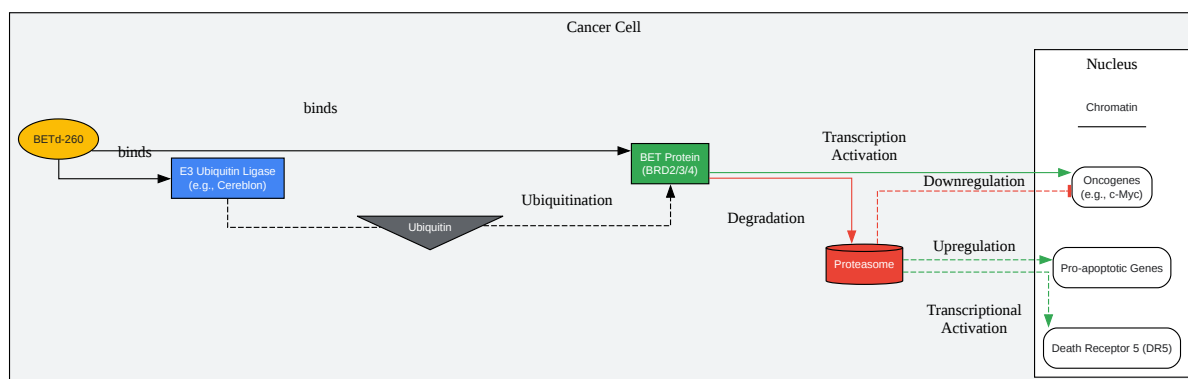 Cancer Cell
Nucleus
Chromatin
binds
BETd-260
binds
E3 Ubiquitin Ligase
(e.g., Cereblon)
BET Protein
(BRD2/3/4)
Transcription
Activation
Downregulation
Oncogenes
(e.g., c-Myc)
Ubiquitination
Ubiquitin
Degradation
Proteasome
Upregulation
Pro-apoptotic Genes
Transcriptional
Activation
Death Receptor 5 (DR5)